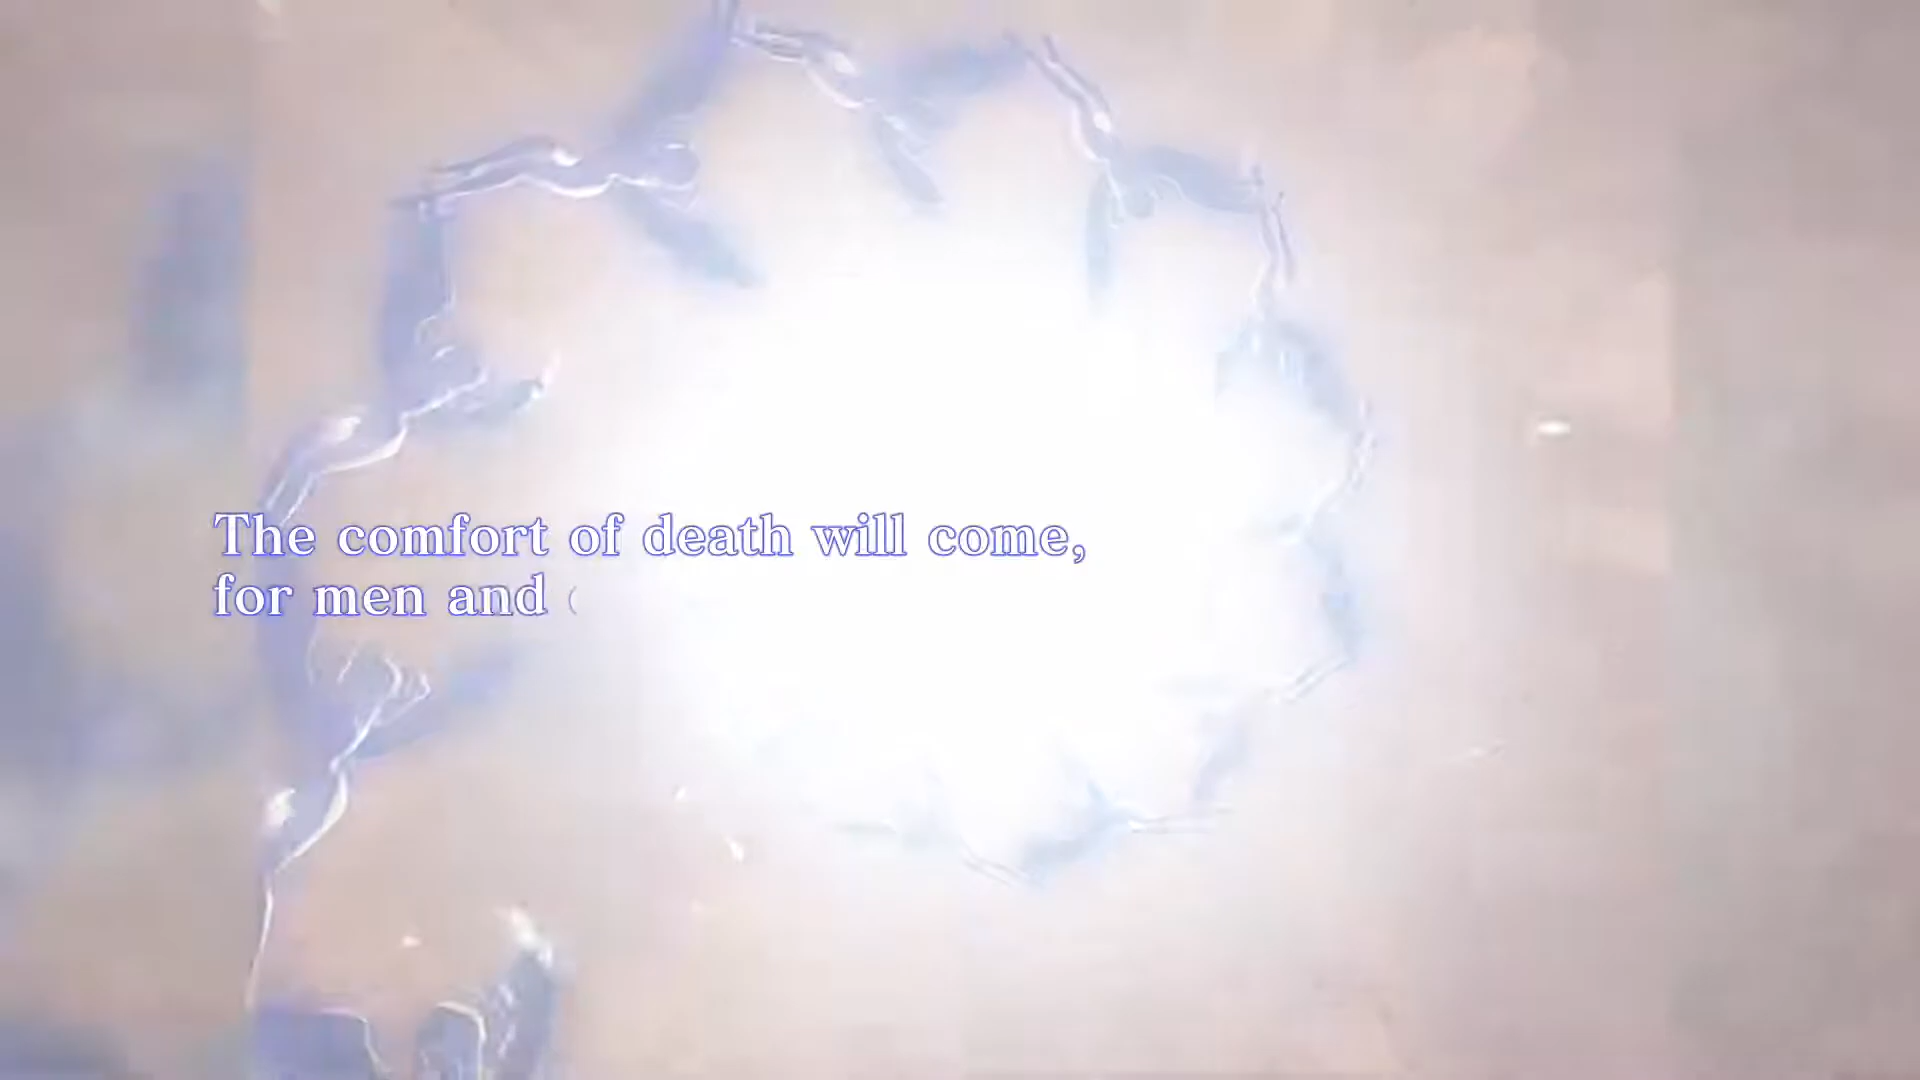 The comfort of death will come,
for men and